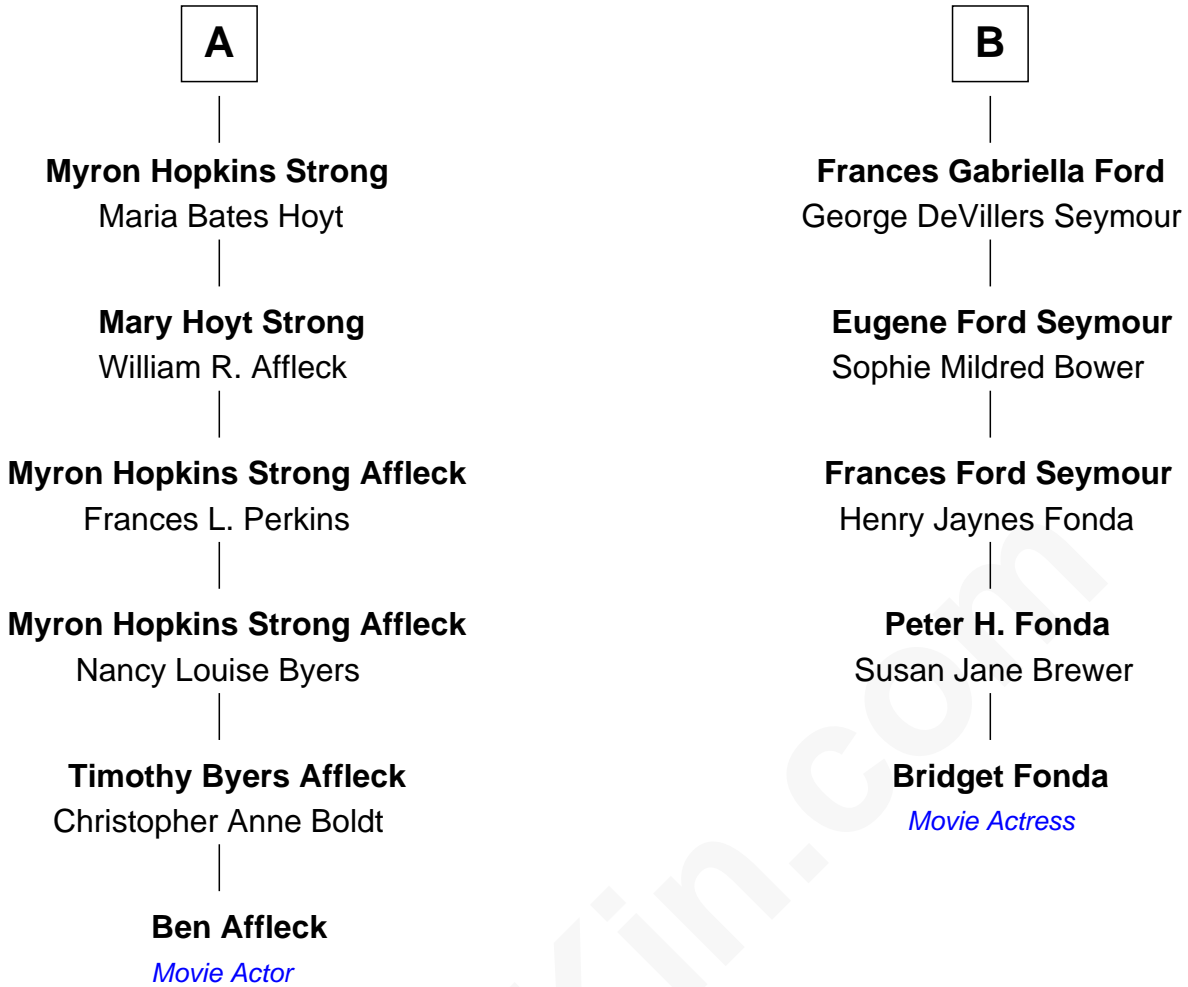 A
Myron Hopkins Strong
Maria Bates Hoyt
Mary Hoyt Strong
William R. Affleck
Myron Hopkins Strong Affleck
Frances L. Perkins
Myron Hopkins Strong Affleck
Nancy Louise Byers
Timothy Byers Affleck
Christopher Anne Boldt
Ben Affleck
Movie Actor
B
Frances Gabriella Ford
George DeVillers Seymour
Eugene Ford Seymour
Sophie Mildred Bower
Frances Ford Seymour
Henry Jaynes Fonda
Peter H. Fonda
Susan Jane Brewer
Bridget Fonda
Movie Actress
Kin.com